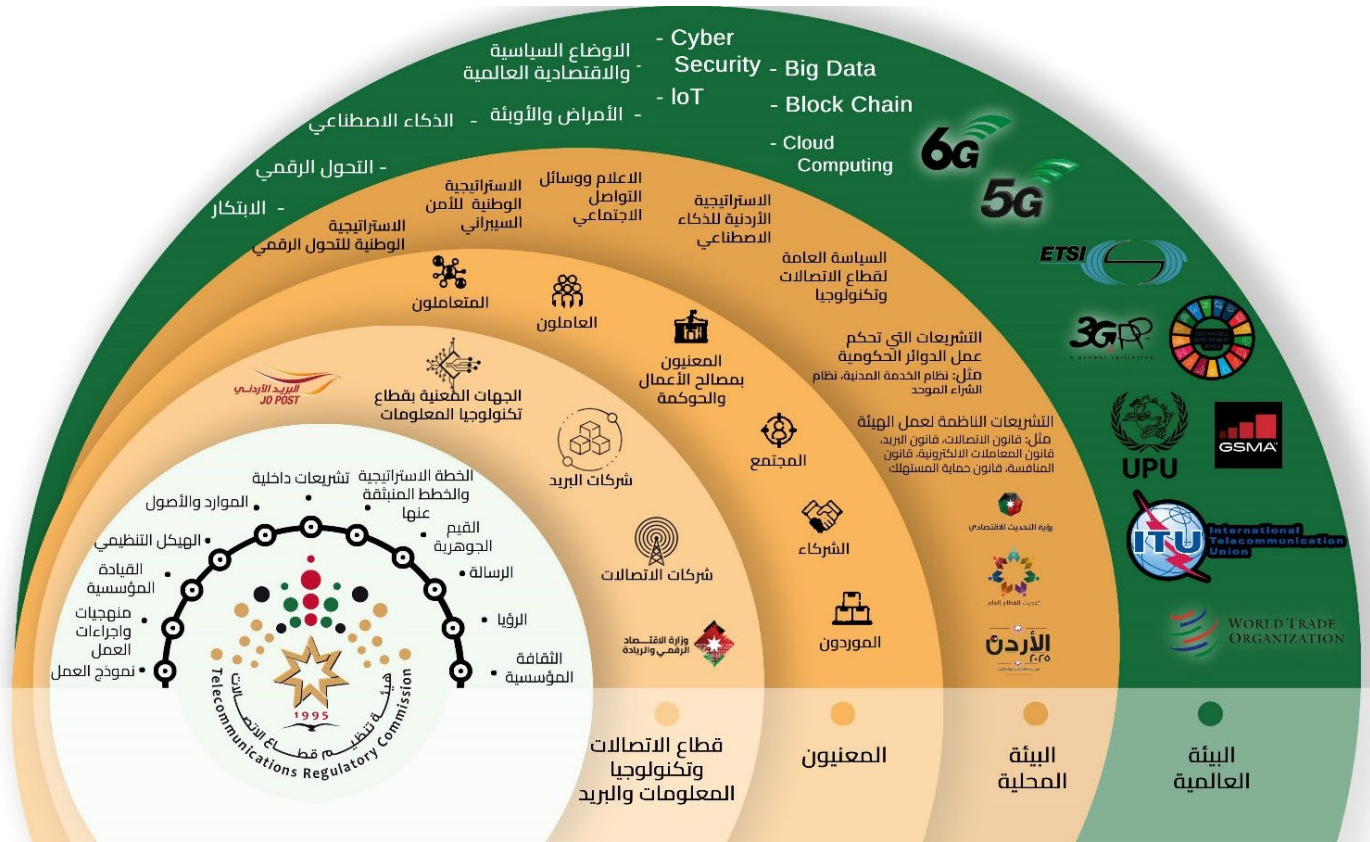 - Cyber
Security
- IoT
- Big Data
- Block Chain
- Cloud
Computing
الاوضاع السياسية -
والاقتصادية العالمية
- الأمراض والأوبئة
- الذكاء الاصطناعي
- التحول الرقمي
- الابتكار
6G
5G
ETSI
3GPP
A GLOBAL INITIATIVE
UPU
GSMA
ITU
International
Telecommunication
Union
WORLD TRADE
ORGANIZATION
الاستراتيجية
الوطنية للتحول الرقمي
الاستراتيجية
الوطنية للأمن
السيبراني
الاعلام ووسائل
التواصل
الاجتماعي
الاستراتيجية
الأردنية للذكاء
الاصطناعي
السياسة العامة
لقطاع الاتصالات
وتكنولوجيا
التشريعات التي تحكم
عمل الدوائر الحكومية
مثل: نظام الخدمة المدنية، نظام
الشراء الموحد
التشريعات الناظمة لعمل الهيئة
مثل: قانون الاتصالات، قانون البريد،
قانون المعاملات الالكترونية، قانون
المنافسة، قانون حماية المستهلك
رؤية التحديث الاقتصادي
تحديث القطاع العام
الأردن
٢٠٢٥
المتعاملون
العاملون
المعنيون
بمصالح الأعمال
والحوكمة
المجتمع
الشركاء
الموردون
البريد الأردني
JO POST
الجهات المعنية بقطاع
تكنولوجيا المعلومات
شركات البريد
شركات الاتصالات
وزارة الاقتصاد
الرقمي والريادة
تشريعات داخلية
الخطة الاستراتيجية
والخطط المنبثقة
عنها
القيم
الجوهرية
الرسالة
الرؤيا
الثقافة
المؤسسية
الموارد والأصول
الهيكل التنظيمي
القيادة
المؤسسية
منهجيات
واجراءات
العمل
نموذج العمل
1995
هيئة تنظيم قطاع الاتصالات
Telecommunications Regulatory Commission
قطاع الاتصالات
وتكنولوجيا
المعلومات والبريد
المعنيون
البيئة
المحلية
البيئة
العالمية